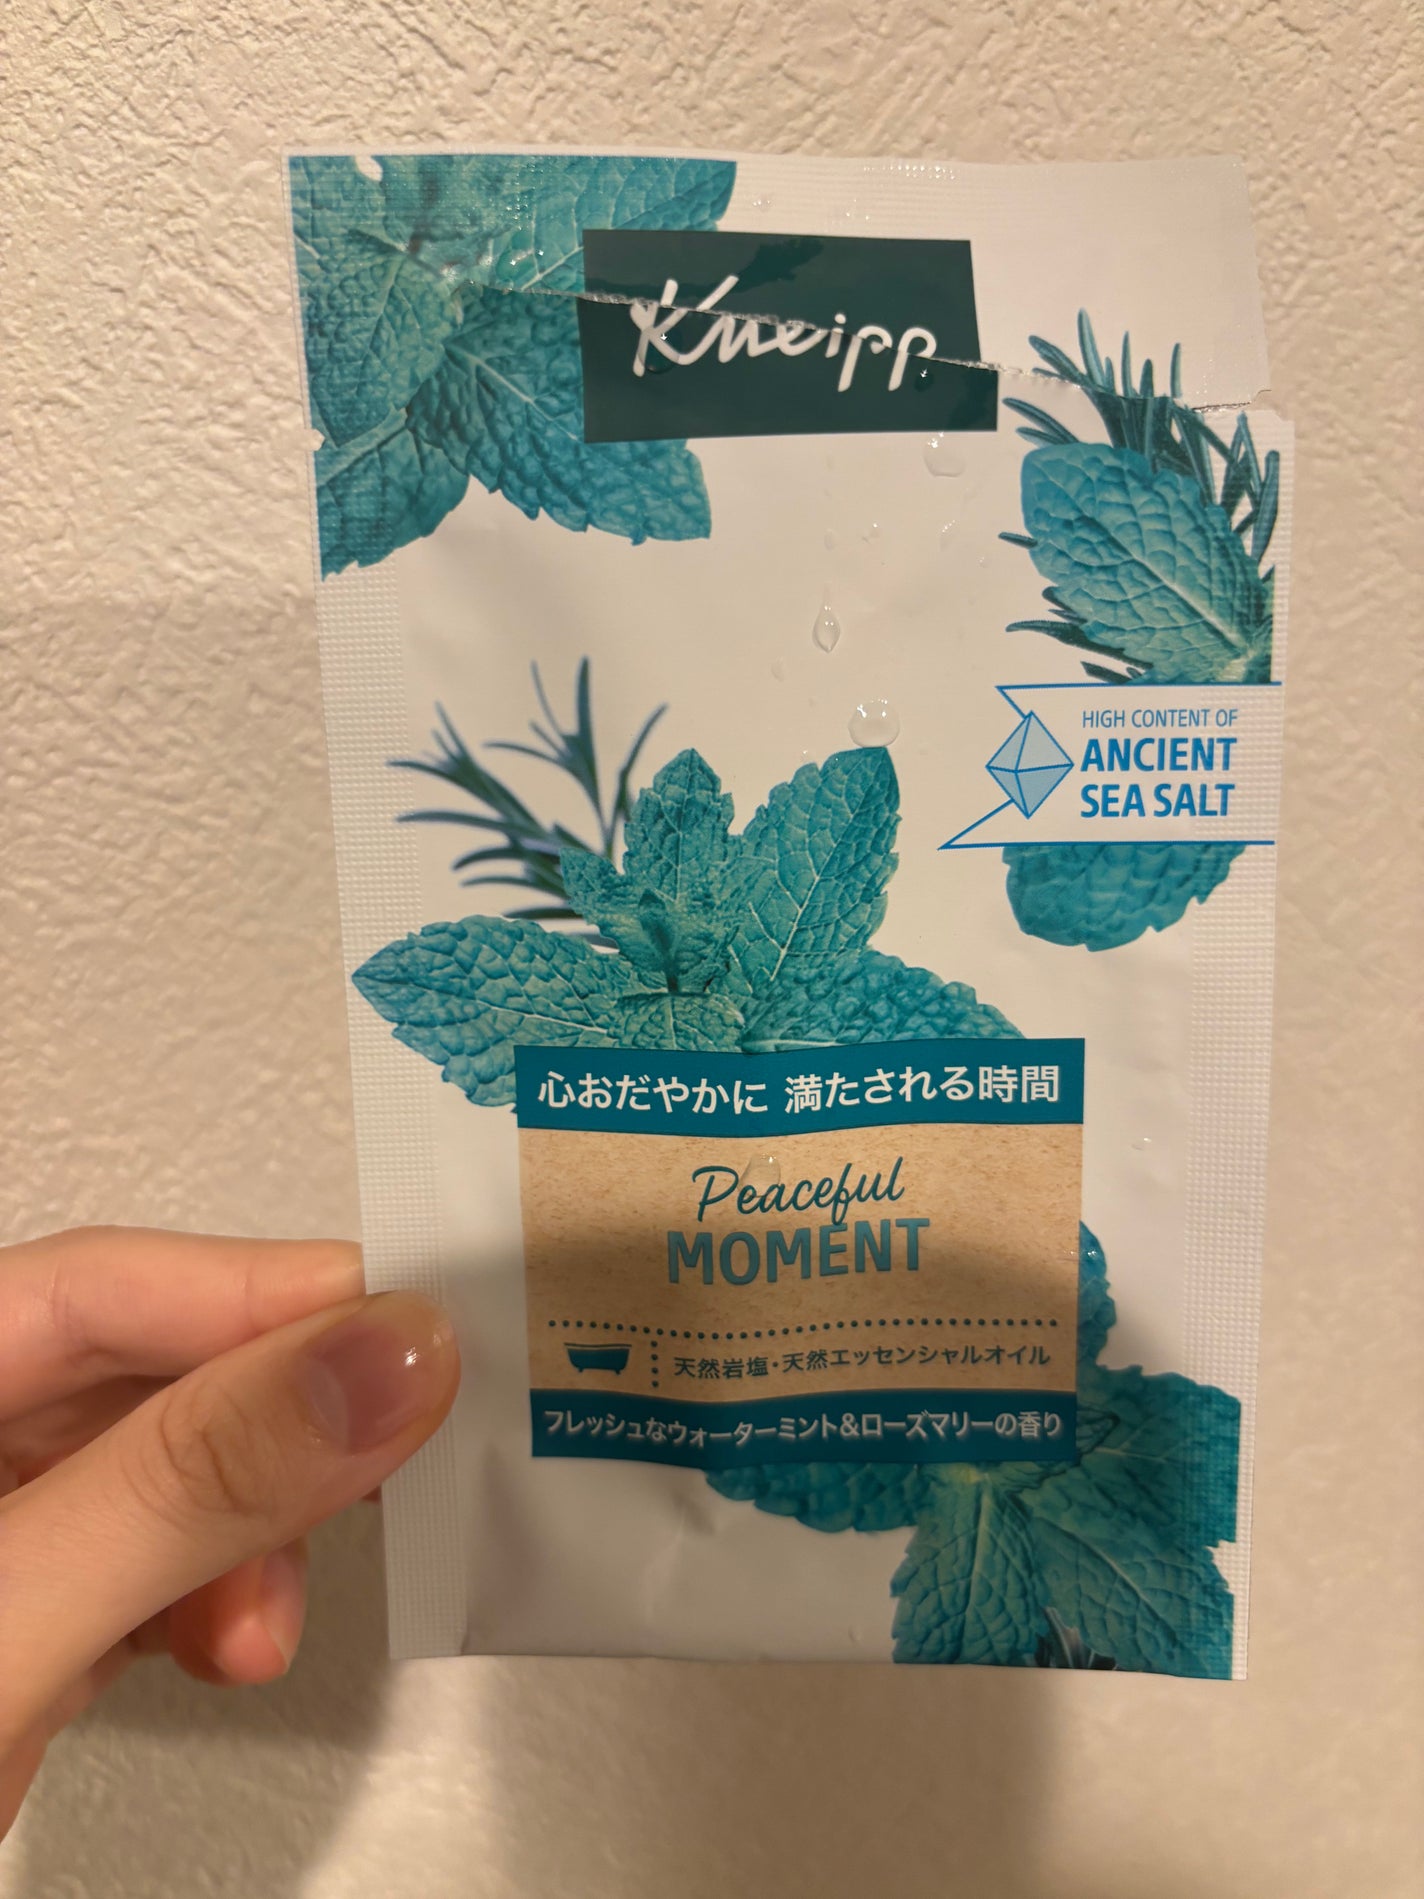 Kneipp
HIGH CONTENT OF
ANCIENT
SEA SALT
心おだやかに 満たされる時間
Peaceful
MOMENT
天然岩塩・天然エッセンシャルオイル
フレッシュなウォーターミント&ローズマリーの香り